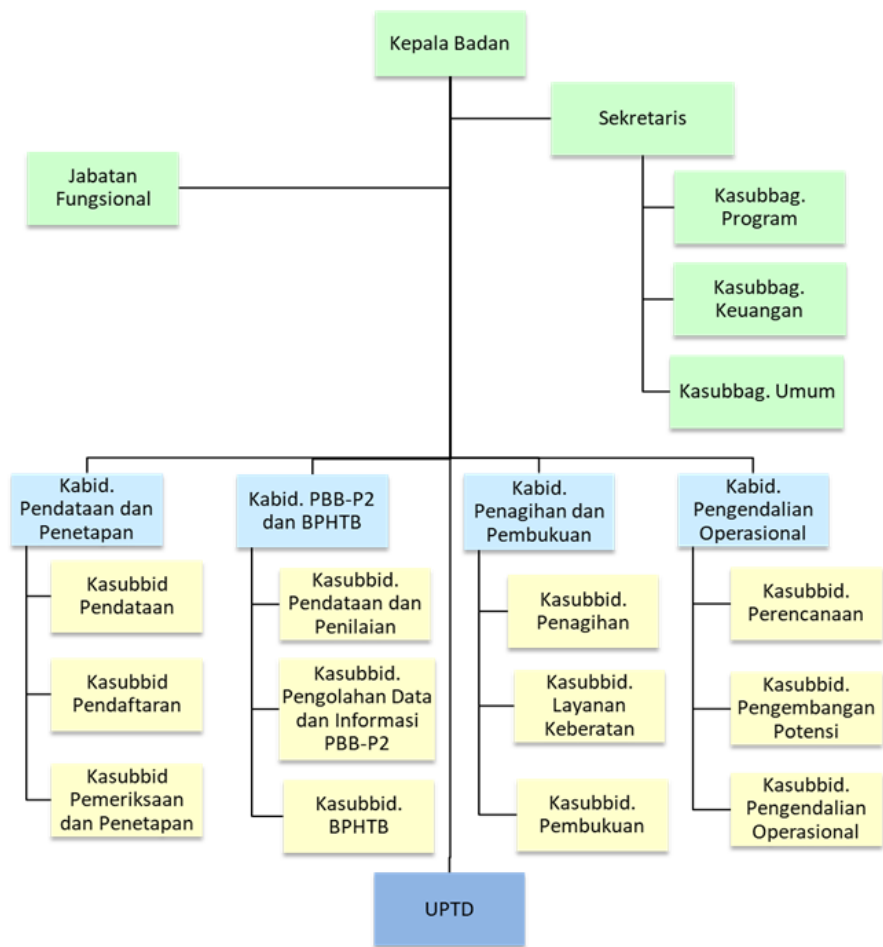 Kepala Badan
Sekretaris
Jabatan
Fungsional
Kasubbag.
Program
Kasubbag.
Keuangan
Kasubbag. Umum
Kabid.
Pendataan dan
Penetapan
Kasubbid
Pendataan
Kasubbid
Pendaftaran
Kasubbid
Pemeriksaan
dan Penetapan
Kabid. PBB-P2
dan BPHTB
Kasubbid.
Pendataan dan
Penilaian
Kasubbid.
Pengolahan Data
dan Informasi
PBB-P2
Kasubbid.
BPHTB
Kabid.
Penagihan dan
Pembukuan
Kasubbid.
Penagihan
Kasubbid.
Layanan
Keberatan
Kasubbid.
Pembukuan
Kabid.
Pengendalian
Operasional
Kasubbid.
Perencanaan
Kasubbid.
Pengembangan
Potensi
Kasubbid.
Pengendalian
Operasional
UPTD